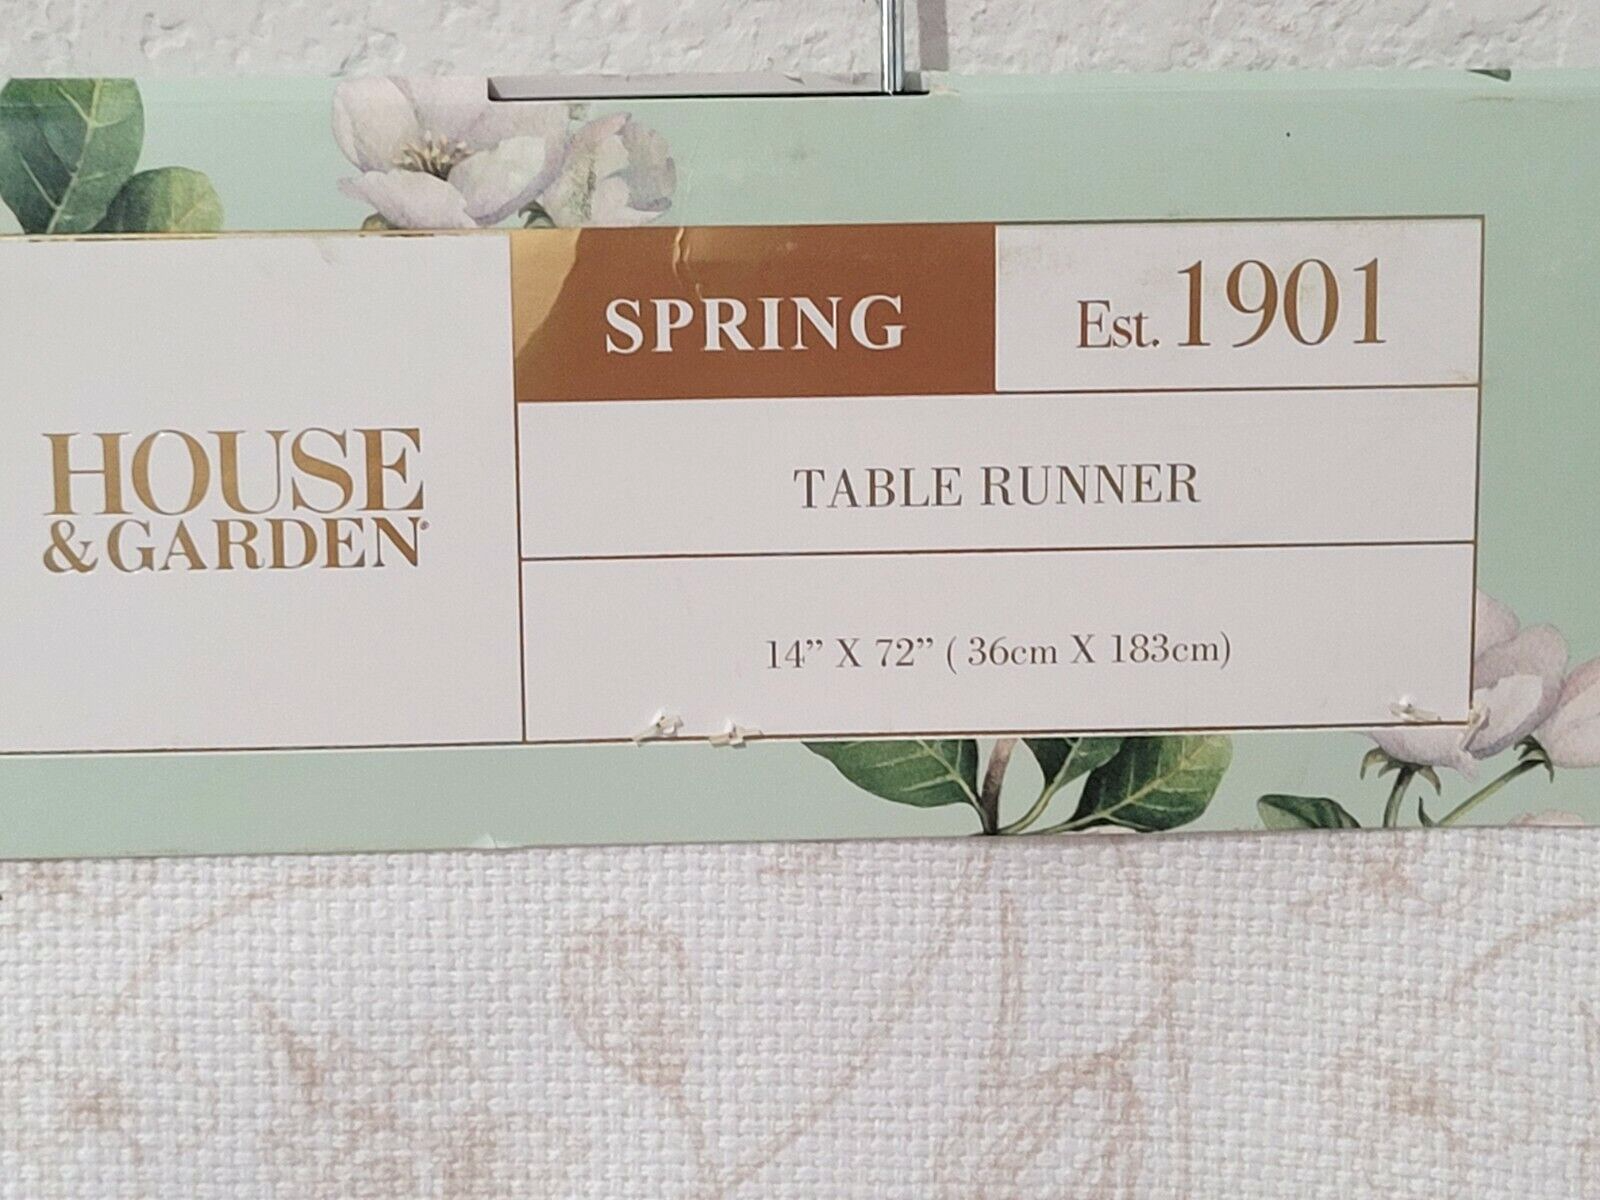 SPRING
Est. 1901
HOUSE
& GARDEN®
TABLE RUNNER
14” X 72” ( 36cm X 183cm)